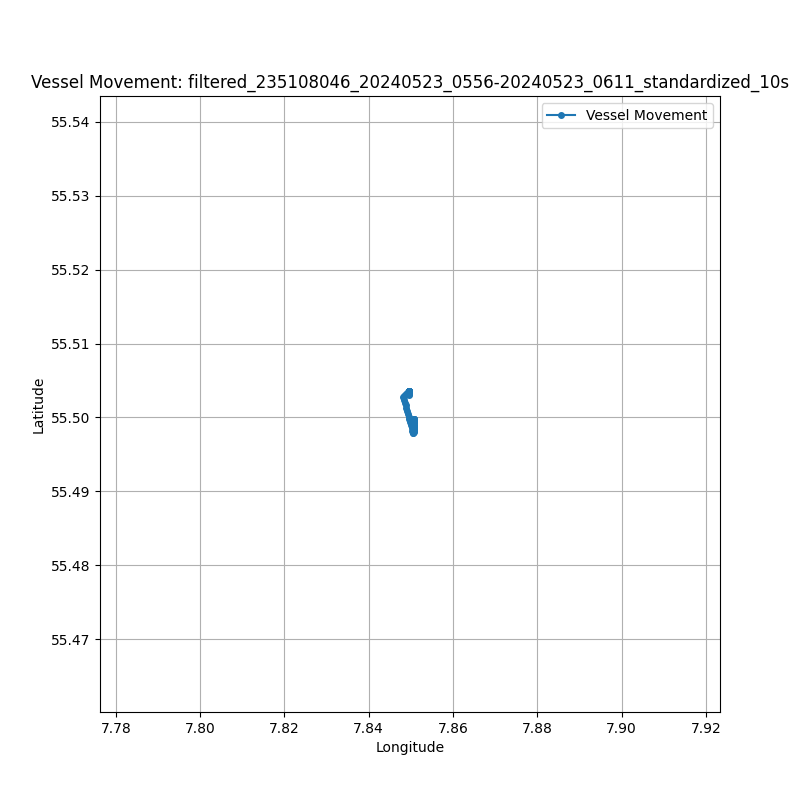 Vessel Movement: filtered_235108046_20240523_0556-20240523_0611_standardized_10s
Vessel Movement
55.54
55.53
55.52
55.51
55.50
55.49
55.48
55.47
Latitude
7.78 7.80 7.82 7.84 7.86 7.88 7.90 7.92
Longitude